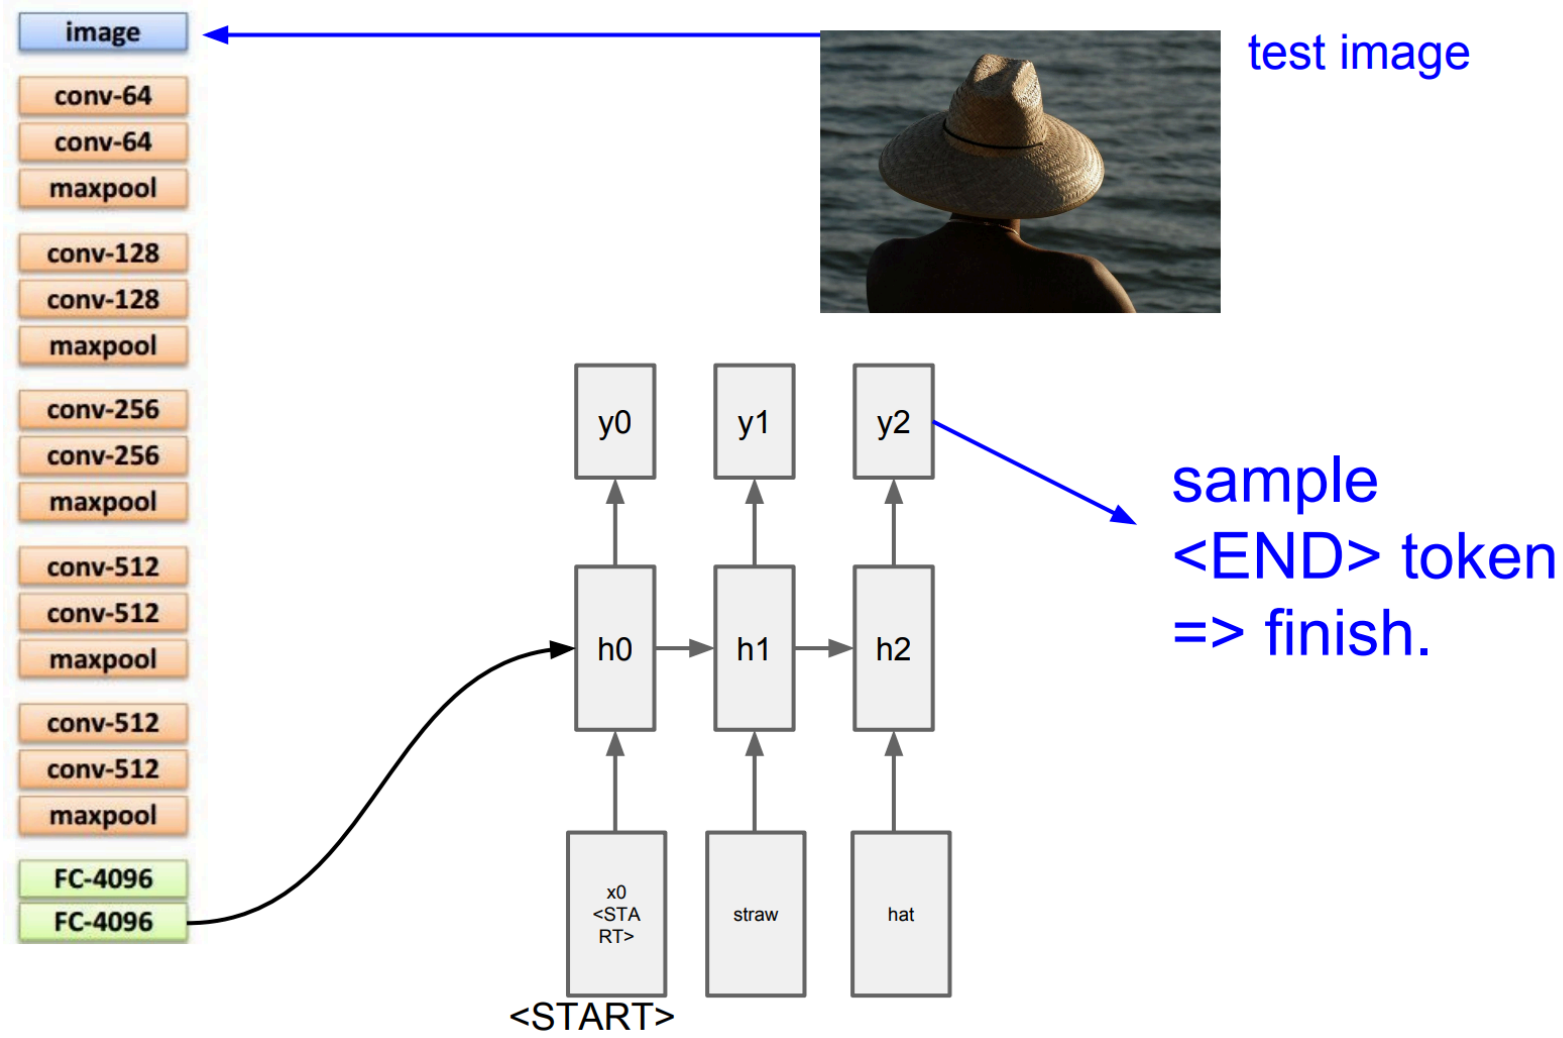 image
test image
conv-64
conv-64
maxpool
conv-128
conv-128
maxpool
conv-256
conv-256
maxpool
conv-512
conv-512
maxpool
conv-512
conv-512
maxpool
FC-4096
FC-4096
y0
y1
y2
h0
h1
h2
x0
<STA
RT>
straw
hat
<START>
sample
<END> token
=> finish.